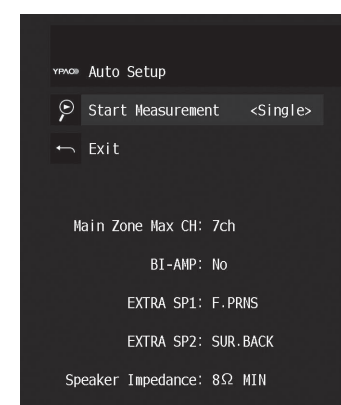 YPAO Auto Setup
Start Measurement <Single>
Exit
Main Zone Max CH: 7ch
BI-AMP: No
EXTRA SP1: F.PRNS
EXTRA SP2: SUR.BACK
Speaker Impedance: 8Ω MIN